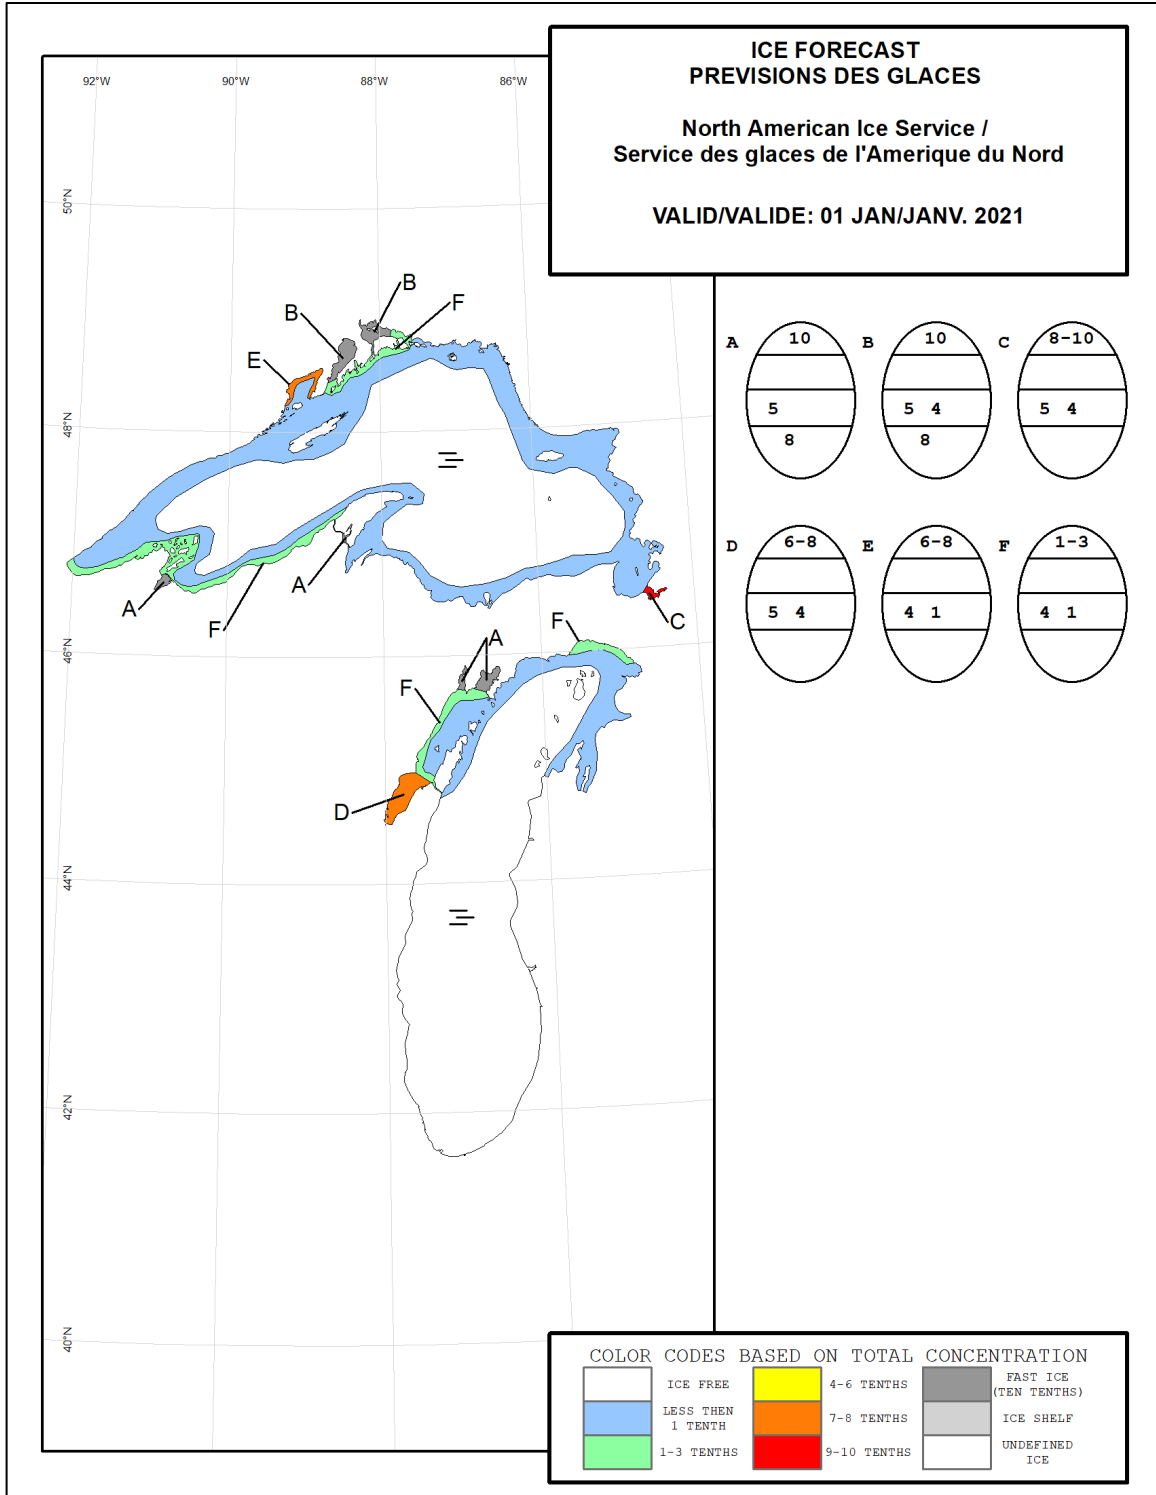 ICE FORECAST
PREVISIONS DES GLACES
North American Ice Service /
Service des glaces de l'Amerique du Nord
VALID/VALIDE: 01 JAN/JANV. 2021
92°W 90°W 88°W 86°W
50°N
48°N
46°N
44°N
42°N
40°N
B
B
F
E
A
F
A
C
F
A
F
D
A 10
5
8
B 10
5 4
8
C 8-10
5 4
D 6-8
5 4
E 6-8
4 1
F 1-3
4 1
COLOR CODES BASED ON TOTAL CONCENTRATION
ICE FREE
LESS THEN
1 TENTH
1-3 TENTHS
4-6 TENTHS
7-8 TENTHS
9-10 TENTHS
FAST ICE
(TEN TENTHS)
ICE SHELF
UNDEFINED
ICE